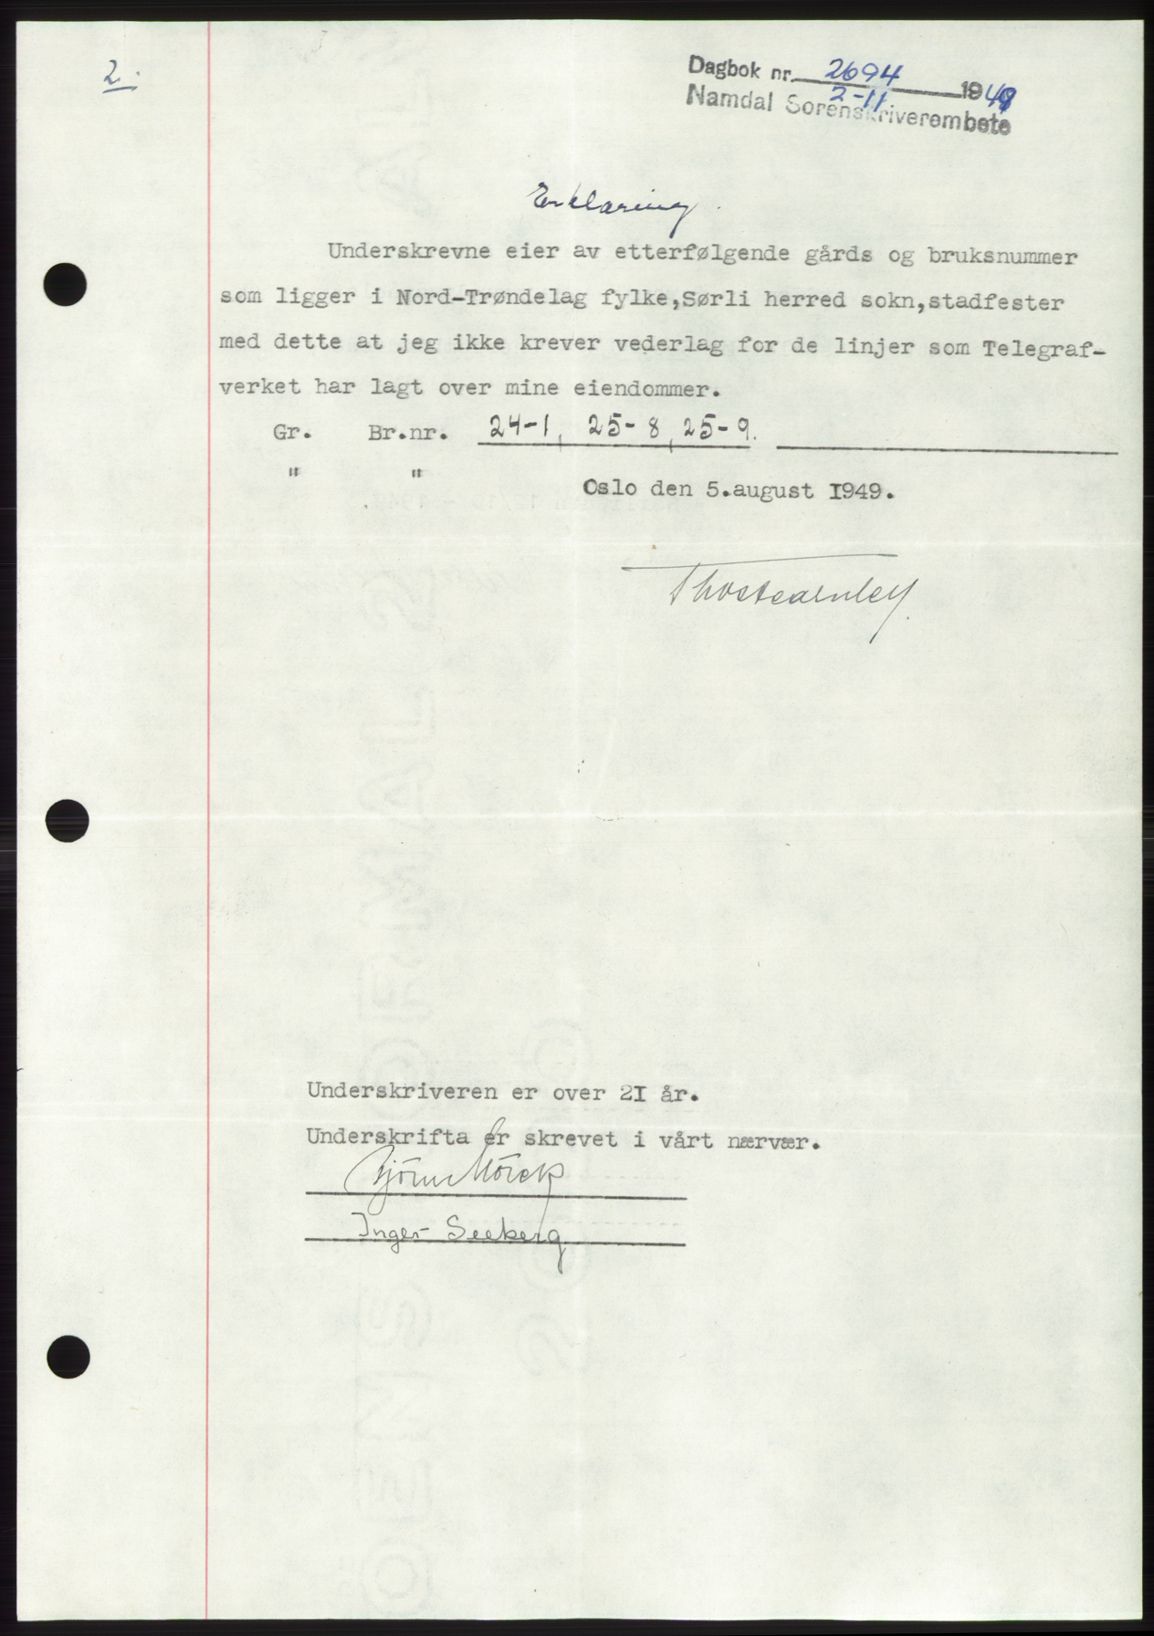 2.
Dagbok nr. 2694 1949
2-11
Namdal Sorenskriverembete
Erklæring.
Underskrevne eier av etterfølgende gårds og bruksnummer
som ligger i Nord-Trøndelag fylke,Sørli herred sokn,stadfester
med dette at jeg ikke krever vederlag for de linjer som Telegraf-
verket har lagt over mine eiendommer.
Gr. Br.nr. 24-1, 25-8, 25-9.
" "
Oslo den 5.august 1949.
Thostearnley.
Underskriveren er over 21 år.
Underskrifta er skrevet i vårt nærvær.
Bjørn Mörck
Inger Seeberg